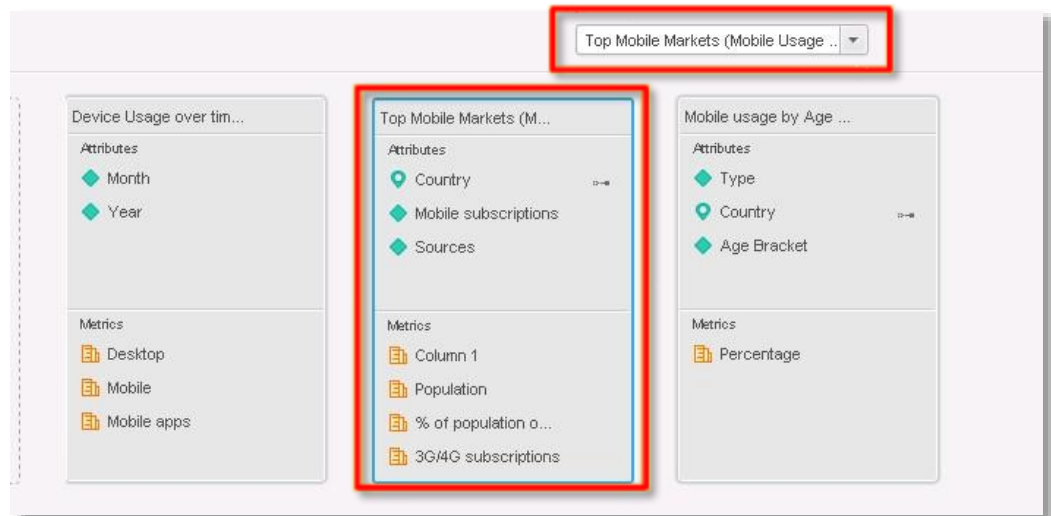 Top Mobile Markets (Mobile Usage ..
Device Usage over tim...
Attributes
Month
Year
Metrics
Desktop
Mobile
Mobile apps
Top Mobile Markets (M...
Attributes
Country
Mobile subscriptions
Sources
Metrics
Column 1
Population
% of population o...
3G/4G subscriptions
Mobile usage by Age ...
Attributes
Type
Country
Age Bracket
Metrics
Percentage